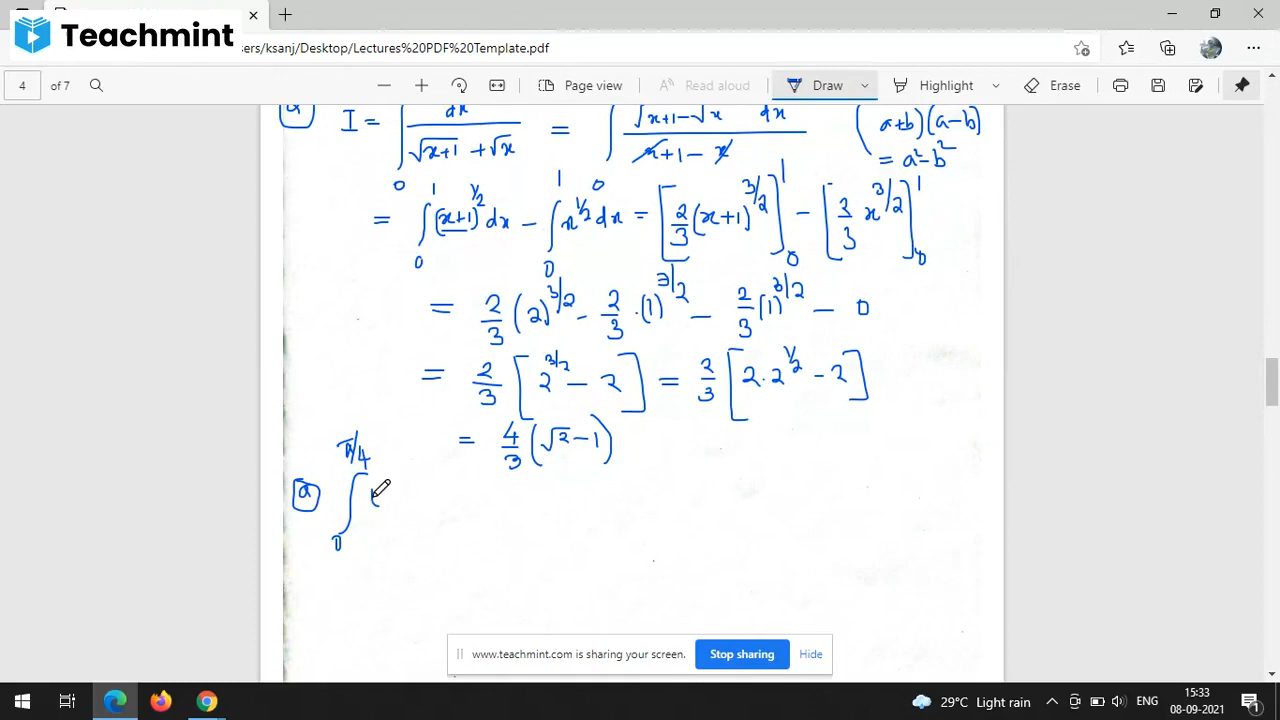 Teachmint
ers/ksanj/Desktop/Lectures%20PDF%20Template.pdf
4 of 7 Page view Read aloud Draw Highlight Erase
Q I = ∫₀ dx / (√x+1 + √x) = ∫₀ (√x+1 − √x dx) / (x+1 − x) (a+b)(a−b)
= a² − b²
= ∫₀¹ (x+1)^1/2 dx − ∫₀¹ x^1/2 dx = [2/3 (x+1)^3/2]₀¹ − [2/3 x^3/2]₀¹
= 2/3 (2)^3/2 − 2/3 · (1)^3/2 − 2/3 (1)^3/2 − 0
= 2/3 [2^3/2 − 2] = 2/3 [2 · 2^1/2 − 2]
= 4/3 (√2 − 1)
Q ∫₀^π/4
www.teachmint.com is sharing your screen. Stop sharing Hide
29°C Light rain ENG 15:33
08-09-2021